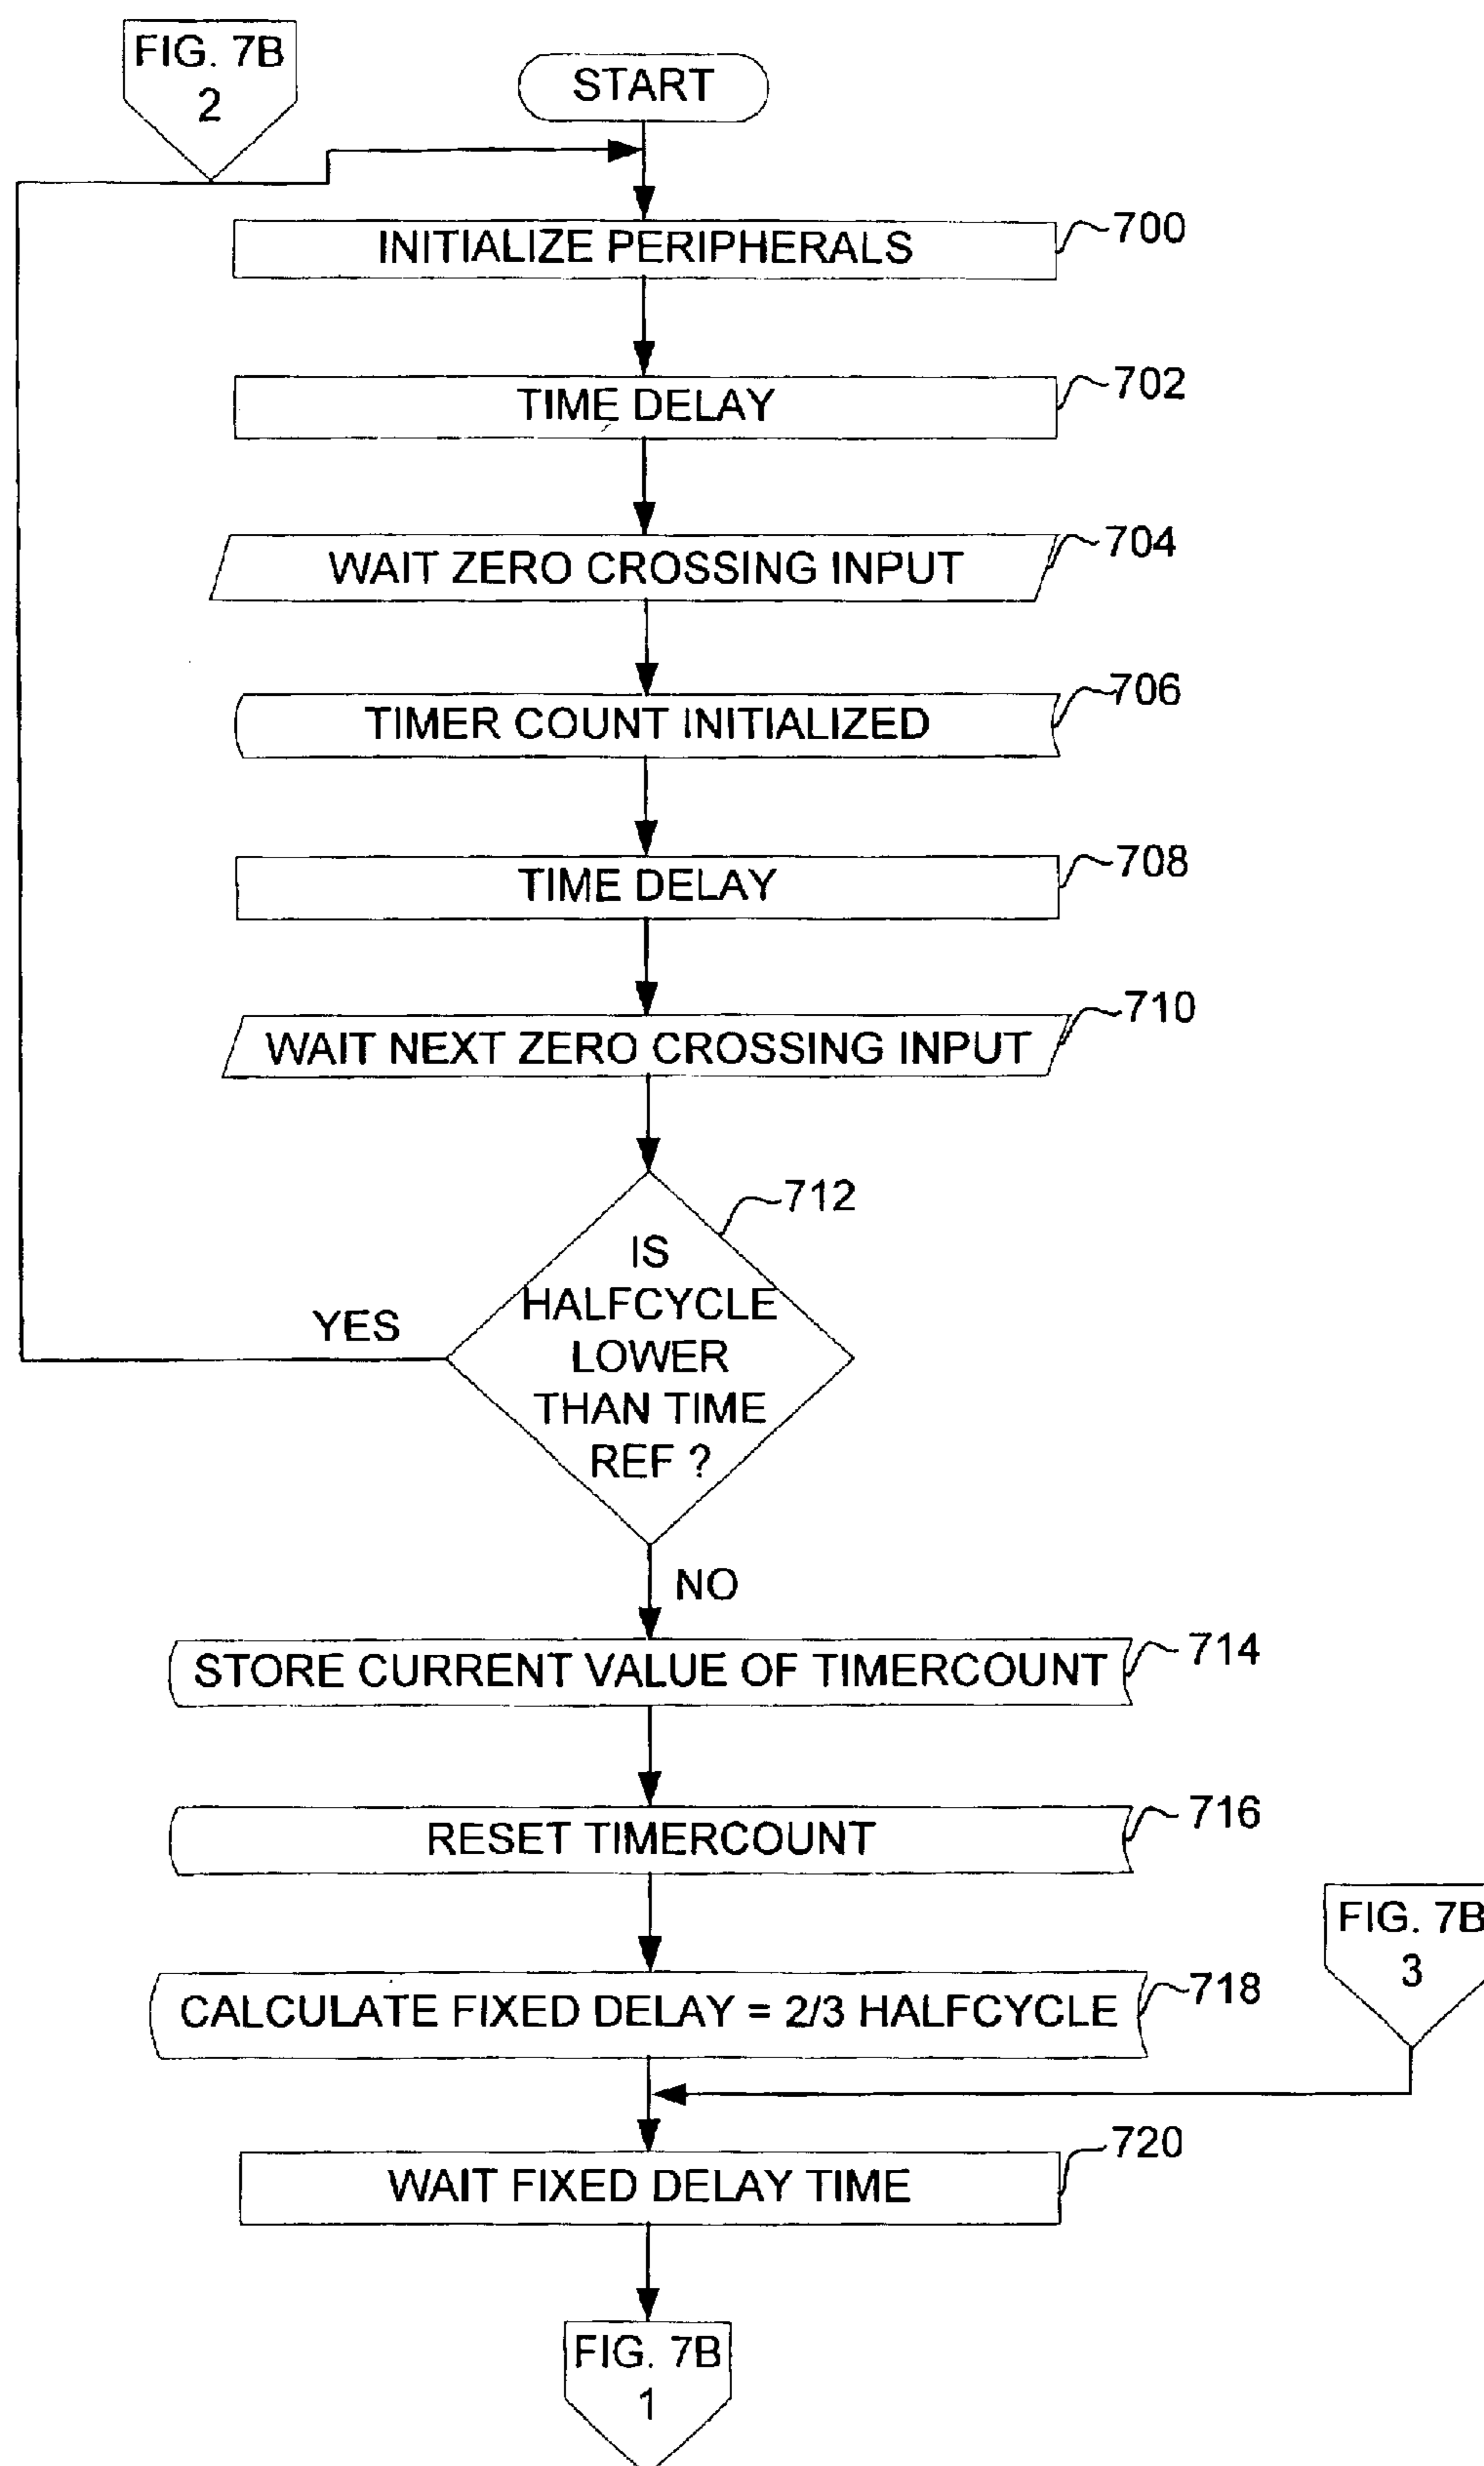 FIG. 7B
2
START
INITIALIZE PERIPHERALS
700
TIME DELAY
702
WAIT ZERO CROSSING INPUT
704
TIMER COUNT INITIALIZED
706
TIME DELAY
708
WAIT NEXT ZERO CROSSING INPUT
710
712
IS
HALFCYCLE
LOWER
THAN TIME
REF ?
YES
NO
STORE CURRENT VALUE OF TIMERCOUNT
714
RESET TIMERCOUNT
716
FIG. 7B
3
CALCULATE FIXED DELAY = 2/3 HALFCYCLE
718
WAIT FIXED DELAY TIME
720
FIG. 7B
1